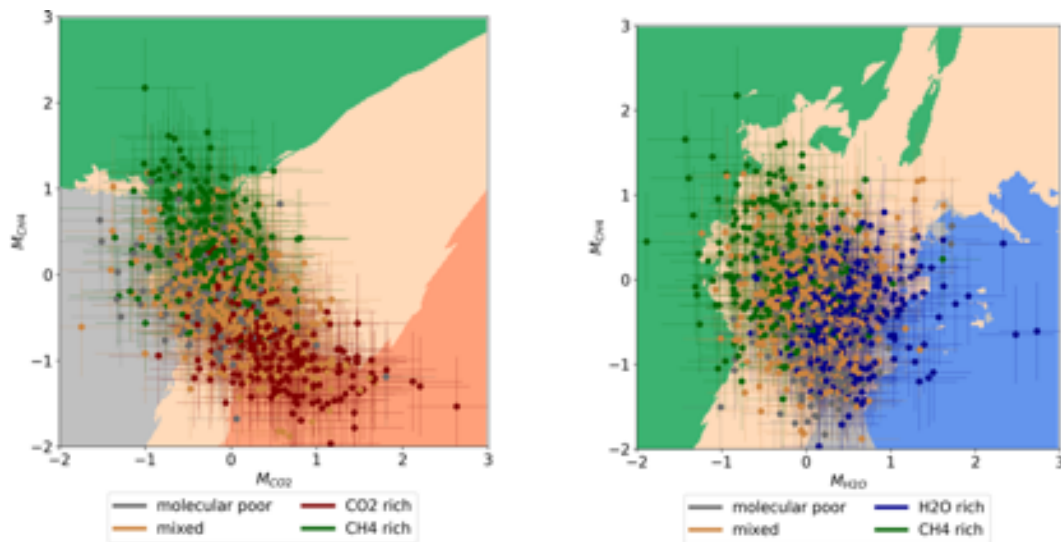 3
2
1
0
−1
−2
M_CH4
−2 −1 0 1 2 3
M_CO2
molecular poor CO2 rich
mixed CH4 rich
3
2
1
0
−1
−2
M_CH4
−2 −1 0 1 2 3
M_H2O
molecular poor H2O rich
mixed CH4 rich